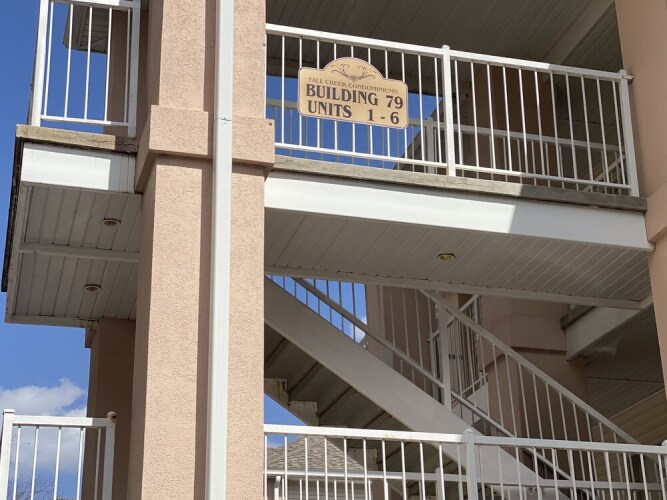 FALL CREEK CONDOMINIUMS
BUILDING 79
UNITS 1-6